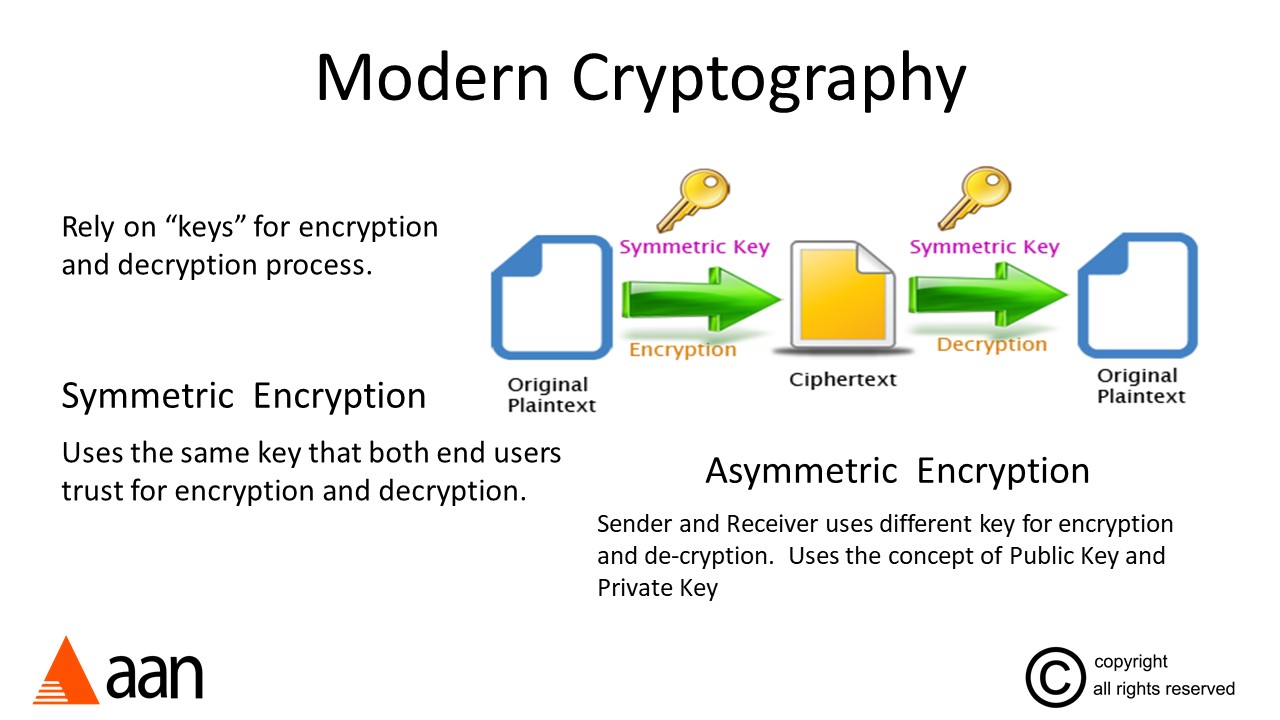 Modern Cryptography
Rely on “keys” for encryption
and decryption process.
Symmetric Key
Symmetric Key
Encryption
Decryption
Original
Plaintext
Ciphertext
Original
Plaintext
Symmetric  Encryption
Uses the same key that both end users
trust for encryption and decryption.
Asymmetric  Encryption
Sender and Receiver uses different key for encryption
and de-cryption.  Uses the concept of Public Key and
Private Key
aan
©
copyright
all rights reserved